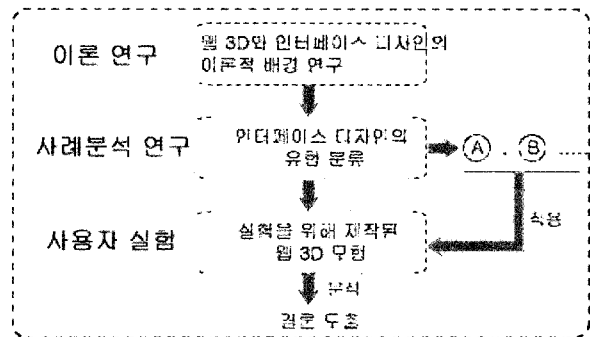 이론 연구
웹 3D와 인터페이스 디자인의
이론적 배경 연구
사례분석 연구
인터페이스 디자인의
유형 분류
A . B ......
사용자 실험
실험을 위해 제작된
웹 3D 모형
적용
분석
결론 도출